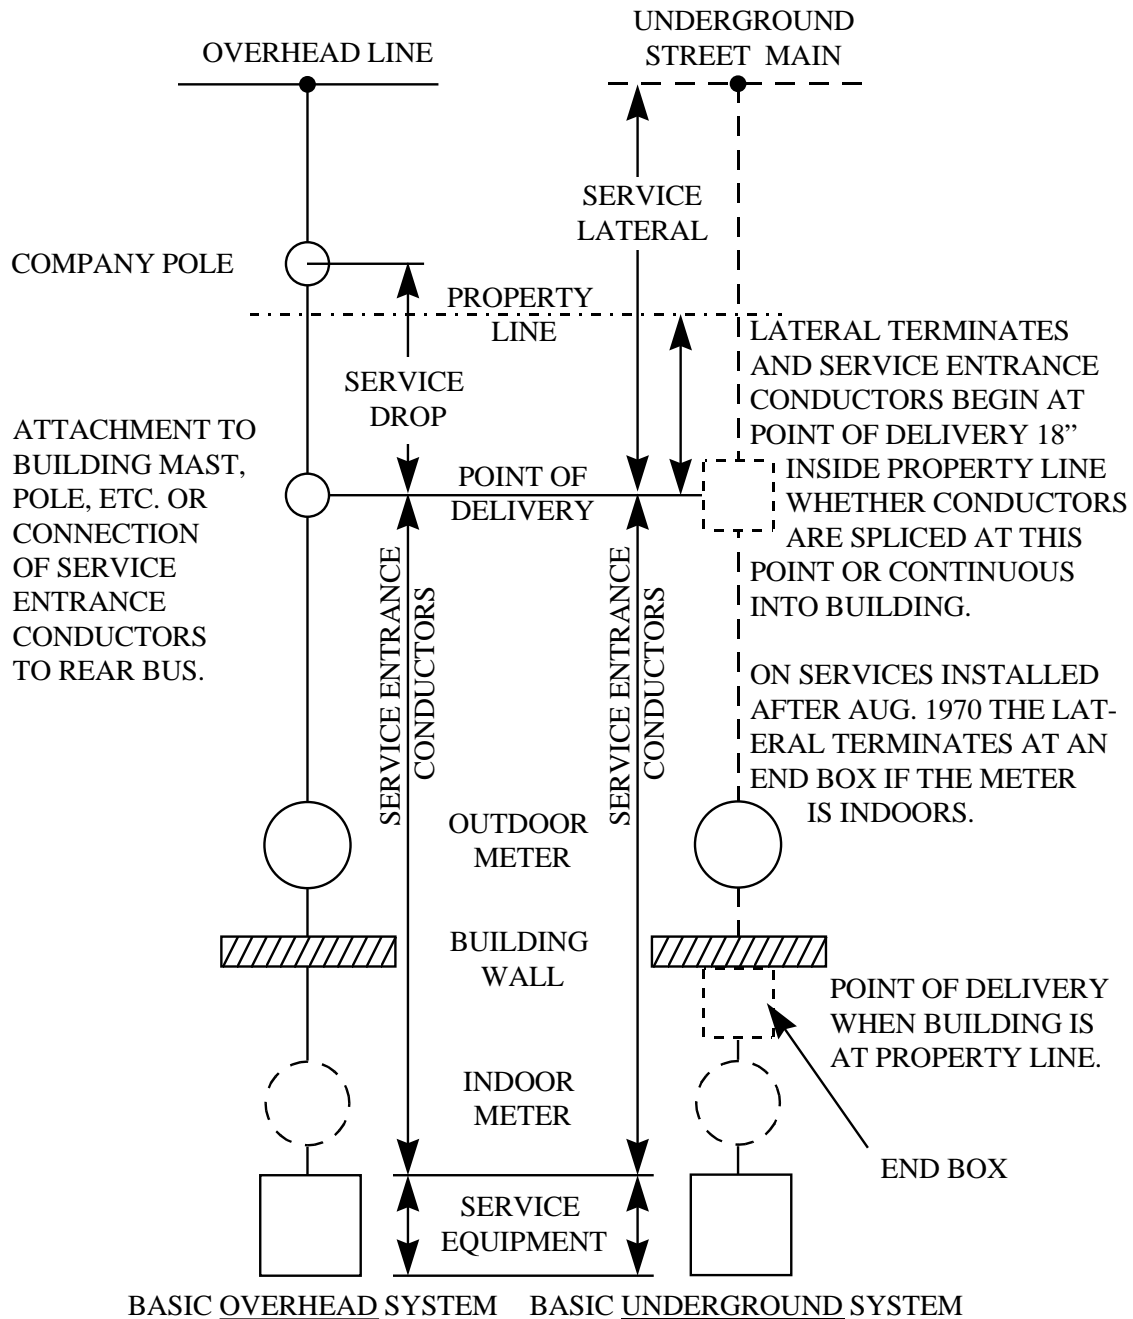 OVERHEAD LINE
UNDERGROUND
STREET MAIN
SERVICE
LATERAL
COMPANY POLE
PROPERTY
LINE
SERVICE
DROP
LATERAL TERMINATES
AND SERVICE ENTRANCE
CONDUCTORS BEGIN AT
POINT OF DELIVERY 18”
INSIDE PROPERTY LINE
WHETHER CONDUCTORS
ARE SPLICED AT THIS
POINT OR CONTINUOUS
INTO BUILDING.
ATTACHMENT TO
BUILDING MAST,
POLE, ETC. OR
CONNECTION
OF SERVICE
ENTRANCE
CONDUCTORS
TO REAR BUS.
POINT OF
DELIVERY
SERVICE ENTRANCE
CONDUCTORS
SERVICE ENTRANCE
CONDUCTORS
ON SERVICES INSTALLED
AFTER AUG. 1970 THE LAT-
ERAL TERMINATES AT AN
END BOX IF THE METER
IS INDOORS.
OUTDOOR
METER
BUILDING
WALL
POINT OF DELIVERY
WHEN BUILDING IS
AT PROPERTY LINE.
INDOOR
METER
END BOX
SERVICE
EQUIPMENT
BASIC OVERHEAD SYSTEM
BASIC UNDERGROUND SYSTEM